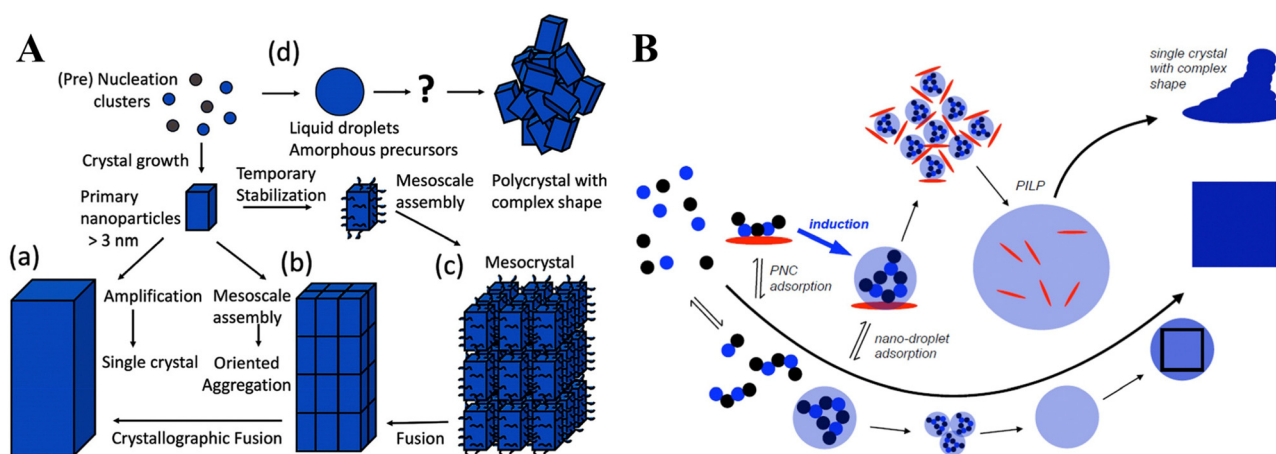 A
(d)
(Pre) Nucleation
clusters
?
Liquid droplets
Amorphous precursors
Crystal growth
Temporary
Stabilization
Mesoscale
assembly
Polycrystal with
complex shape
Primary
nanoparticles
> 3 nm
(a)
Amplification
Single crystal
Mesoscale
assembly
Oriented
Aggregation
(b)
(c)
Mesocrystal
Crystallographic Fusion
Fusion
B
single crystal
with complex
shape
PILP
induction
PNC
adsorption
nano-droplet
adsorption